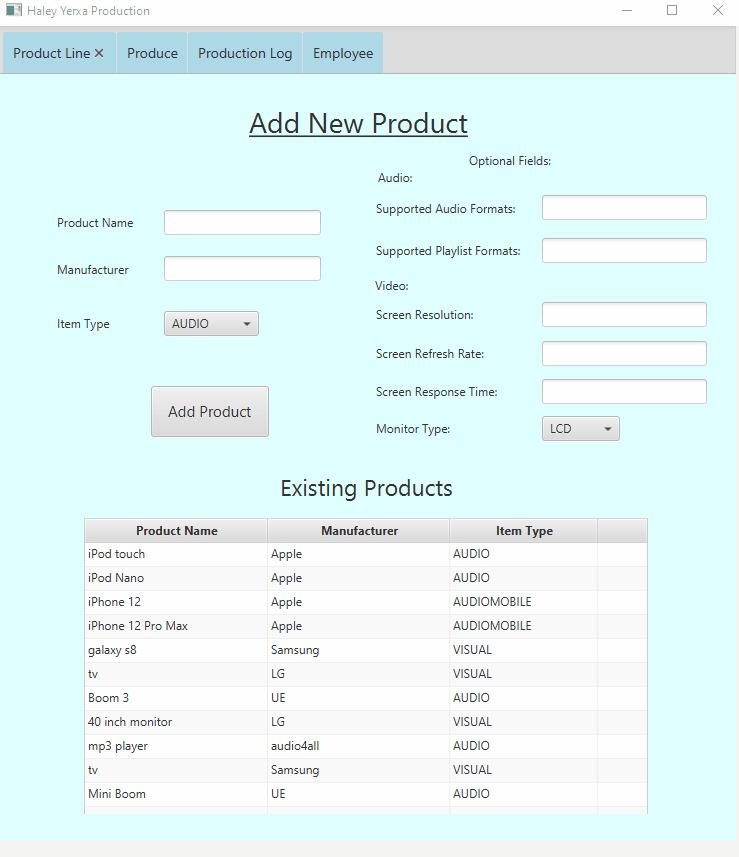 Haley Yerxa Production
Product Line ✕ Produce Production Log Employee
Add New Product
Optional Fields:
Audio:
Supported Audio Formats:
Product Name
Supported Playlist Formats:
Manufacturer
Video:
Screen Resolution:
Item Type AUDIO
Screen Refresh Rate:
Screen Response Time:
Add Product
Monitor Type: LCD
Existing Products
Product Name Manufacturer Item Type
iPod touch Apple AUDIO
iPod Nano Apple AUDIO
iPhone 12 Apple AUDIOMOBILE
iPhone 12 Pro Max Apple AUDIOMOBILE
galaxy s8 Samsung VISUAL
tv LG VISUAL
Boom 3 UE AUDIO
40 inch monitor LG VISUAL
mp3 player audio4all AUDIO
tv Samsung VISUAL
Mini Boom UE AUDIO